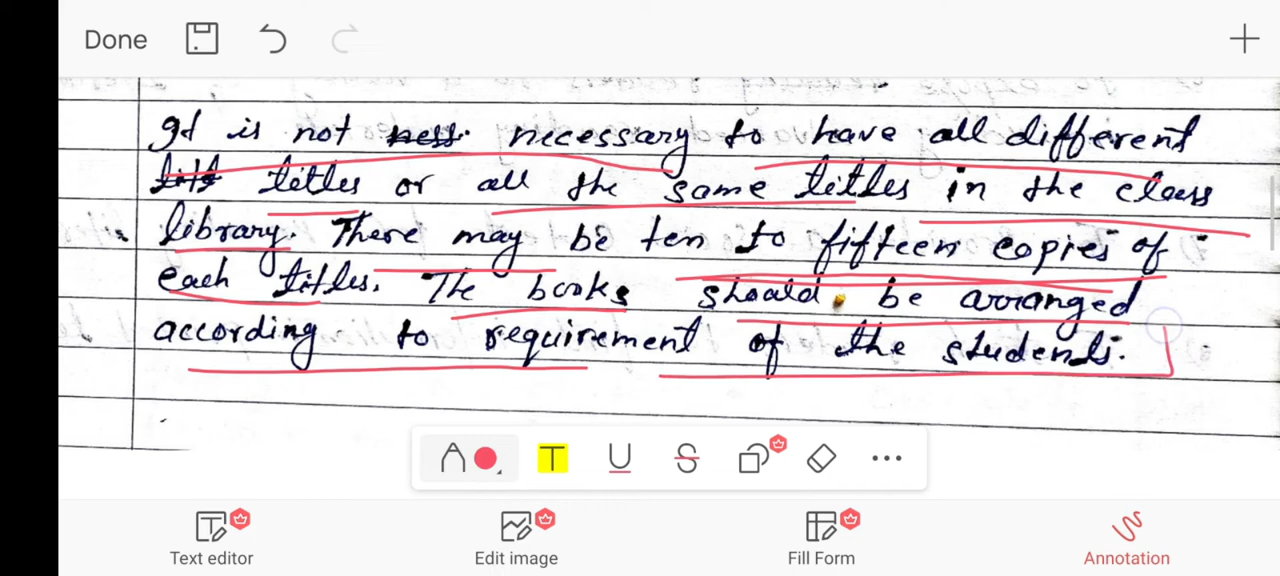 Done
It is not ness. necessary to have all different
titl titles or all the same titles in the class
library. There may be ten to fifteen copies of
each titles. The books should be arranged
according to requirement of the students.
T U S
Text editor Edit image Fill Form Annotation